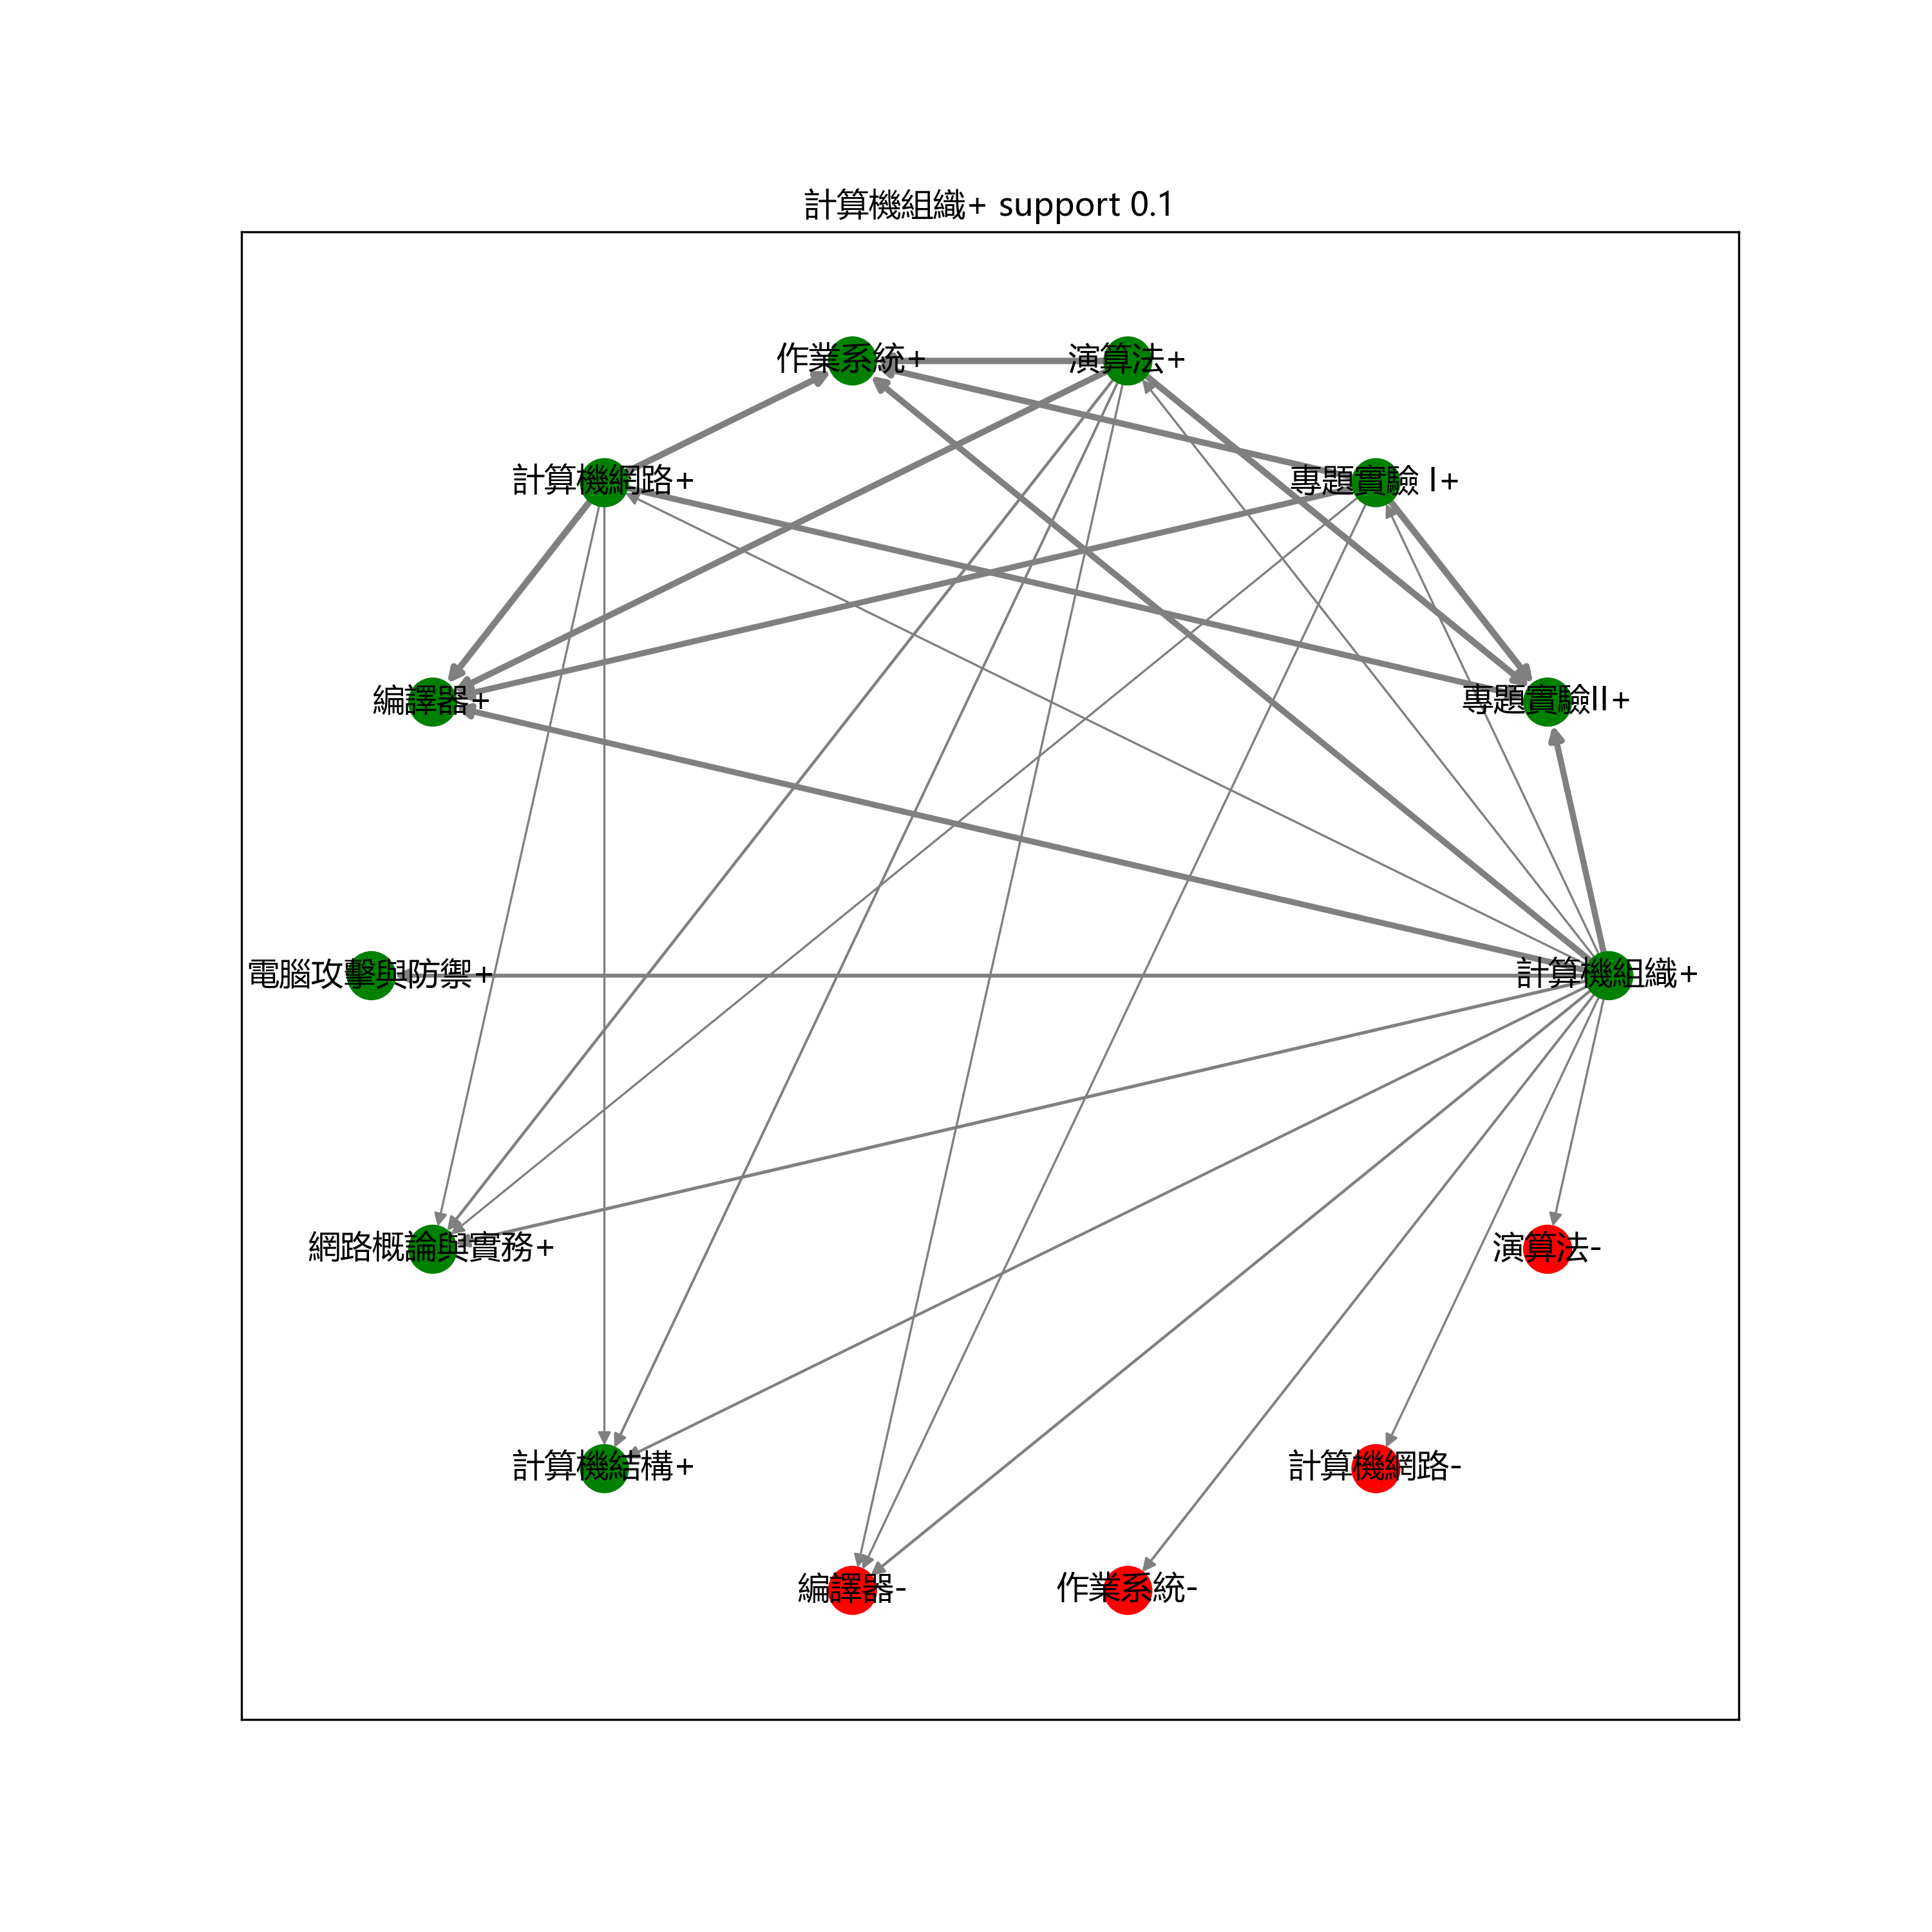 計算機組織+ support 0.1
作業系統+
演算法+
計算機網路+
專題實驗 I+
編譯器+
專題實驗II+
電腦攻擊與防禦+
計算機組織+
網路概論與實務+
演算法-
計算機結構+
計算機網路-
編譯器-
作業系統-